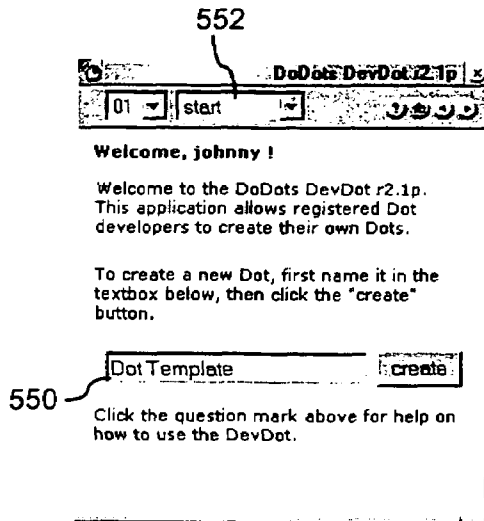 552
DoDots DevDot r2.1p x
01 start
Welcome, johnny !
Welcome to the DoDots DevDot r2.1p.
This application allows registered Dot
developers to create their own Dots.
To create a new Dot, first name it in the
textbox below, then click the "create"
button.
Dot Template create
550
Click the question mark above for help on
how to use the DevDot.